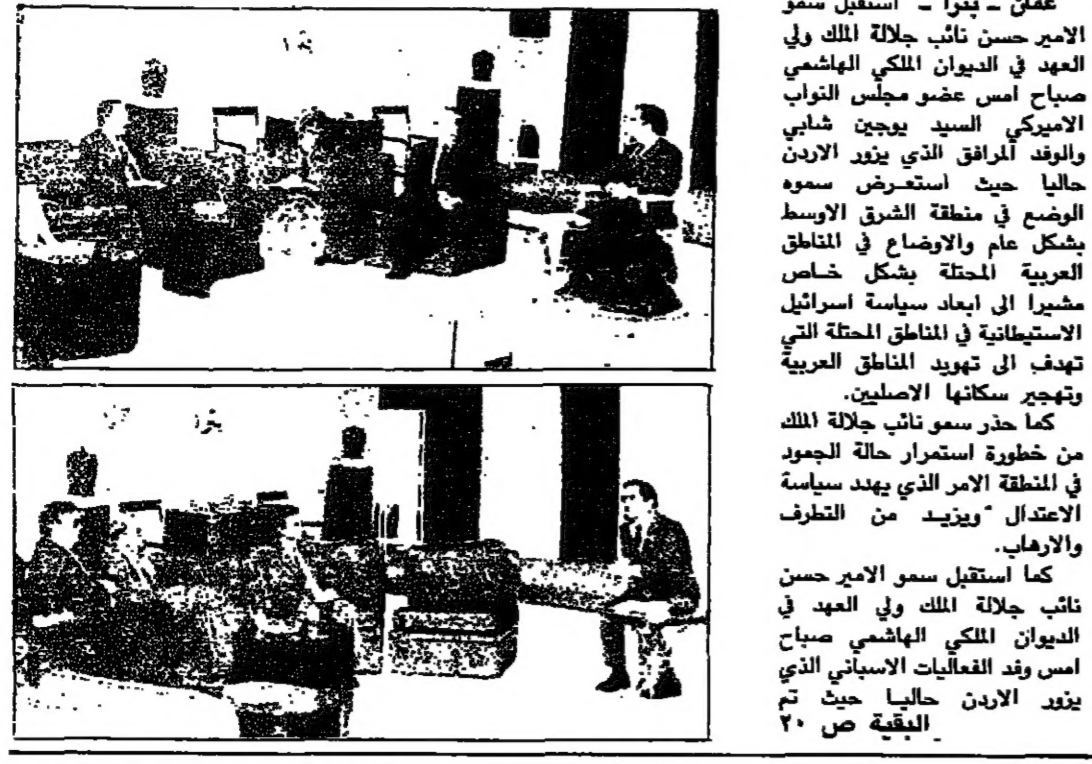 عمان ـ بترا ـ استقبل سمو
الامير حسن نائب جلالة الملك ولي
العهد في الديوان الملكي الهاشمي
صباح امس عضو مجلس النواب
الاميركي السيد يوجين شابي
والوفد المرافق الذي يزور الاردن
حاليا حيث استعرض سموه
الوضع في منطقة الشرق الاوسط
بشكل عام والاوضاع في المناطق
العربية المحتلة بشكل خاص
مشيرا الى ابعاد سياسة اسرائيل
الاستيطانية في المناطق المحتلة التي
تهدف الى تهويد المناطق العربية
وتهجير سكانها الاصليين.
كما حذر سمو نائب جلالة الملك
من خطورة استمرار حالة الجمود
في المنطقة الامر الذي يهدد سياسة
الاعتدال ويزيد من التطرف
والارهاب.
كما استقبل سمو الامير حسن
نائب جلالة الملك ولي العهد في
الديوان الملكي الهاشمي صباح
امس وفد الفعاليات الاسباني الذي
يزور الاردن حاليا حيث تم
البقية ص ٢٠
بترا
بترا